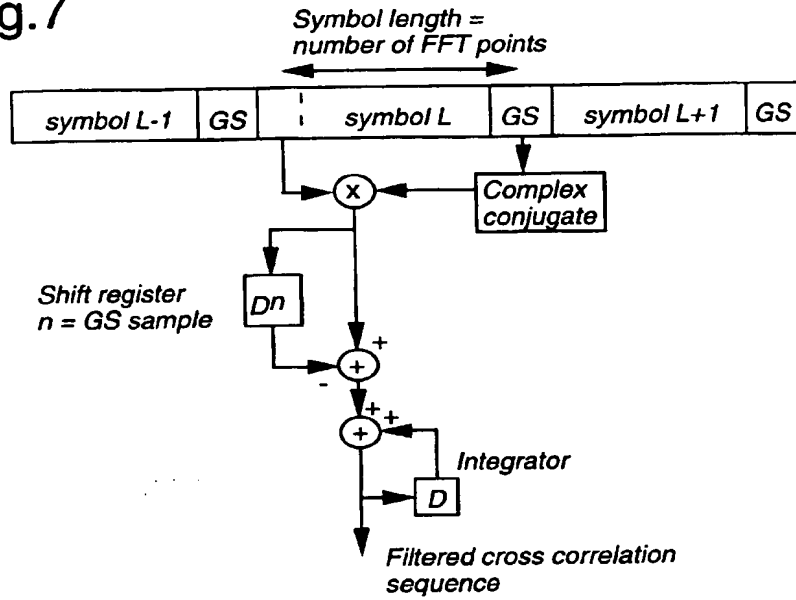 g.7
Symbol length =
number of FFT points
symbol L-1 GS symbol L GS symbol L+1 GS
x
Complex
conjugate
Shift register
n = GS sample
Dn
+
+
-
+ +
+
Integrator
D
Filtered cross correlation
sequence